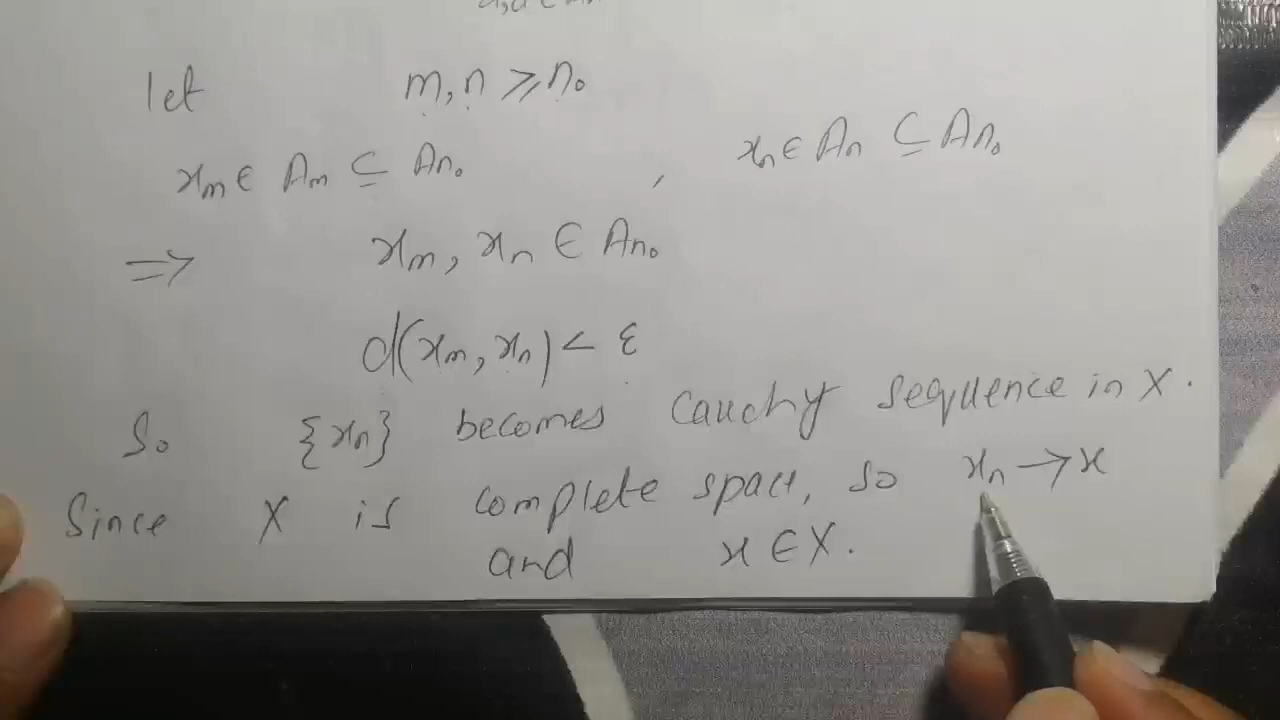 let m, n ≥ n₀
xₘ ∈ Aₘ ⊆ Aₙ₀ , xₙ ∈ Aₙ ⊆ Aₙ₀
⇒ xₘ, xₙ ∈ Aₙ₀
d(xₘ, xₙ) < ε
So {xₙ} becomes Cauchy sequence in X.
Since X is complete space, so xₙ → x
and x ∈ X.